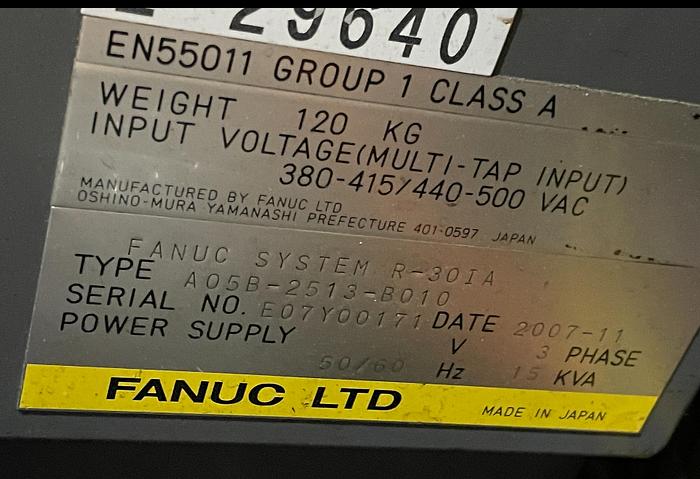 29640
EN55011 GROUP 1 CLASS A
WEIGHT 120 KG
INPUT VOLTAGE(MULTI-TAP INPUT)
380-415/440-500 VAC
MANUFACTURED BY FANUC LTD
OSHINO-MURA YAMANASHI PREFECTURE 401-0597 JAPAN
FANUC SYSTEM R-30IA
TYPE A05B-2513-B010
SERIAL NO. E07Y00171 DATE 2007-11
POWER SUPPLY V 3 PHASE
50/60 Hz 15 KVA
FANUC LTD MADE IN JAPAN